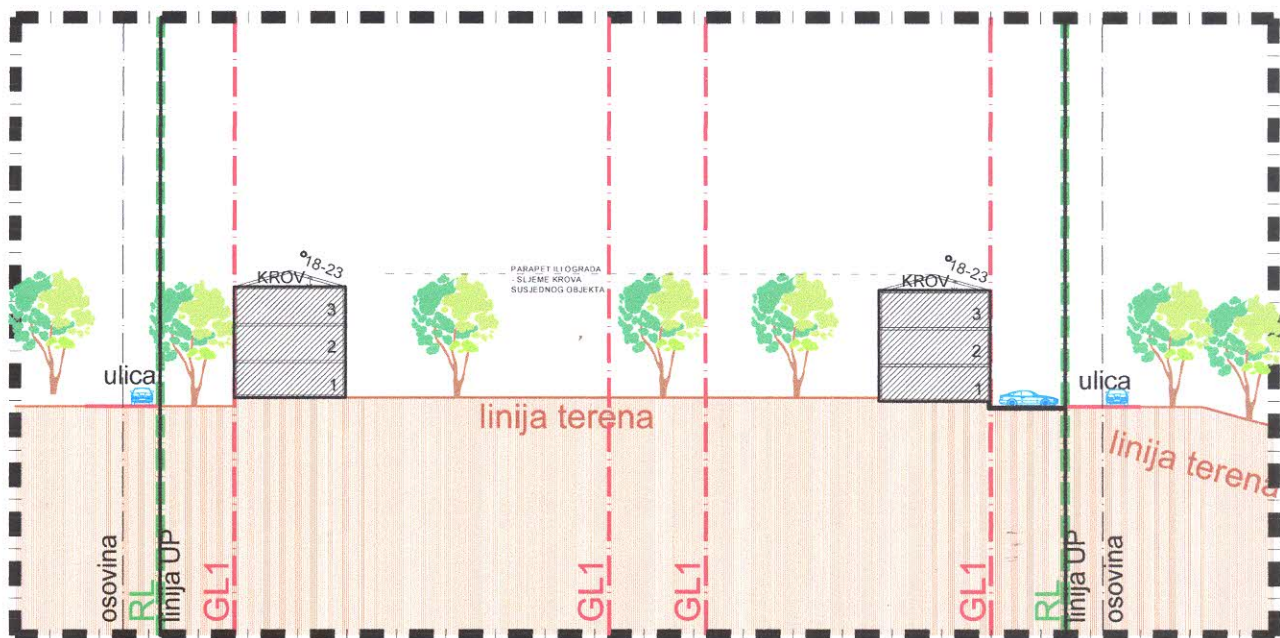 °18-23
KROV
3
2
1
PARAPET ILI OGRADA
- SLJEME KROVA
SUSJEDNOG OBJEKTA
°18-23
KROV
3
2
1
ulica
ulica
linija terena
linija terena
osovina
RL
linija UP
GL1
GL1
GL1
GL1
RL
linija UP
osovina